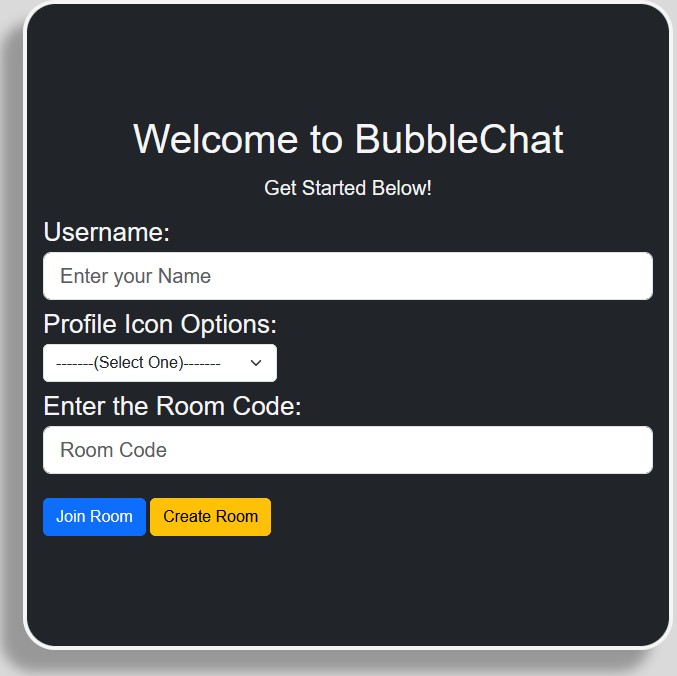 Welcome to BubbleChat
Get Started Below!
Username:
Enter your Name
Profile Icon Options:
-------(Select One)-------
Enter the Room Code:
Room Code
Join Room Create Room